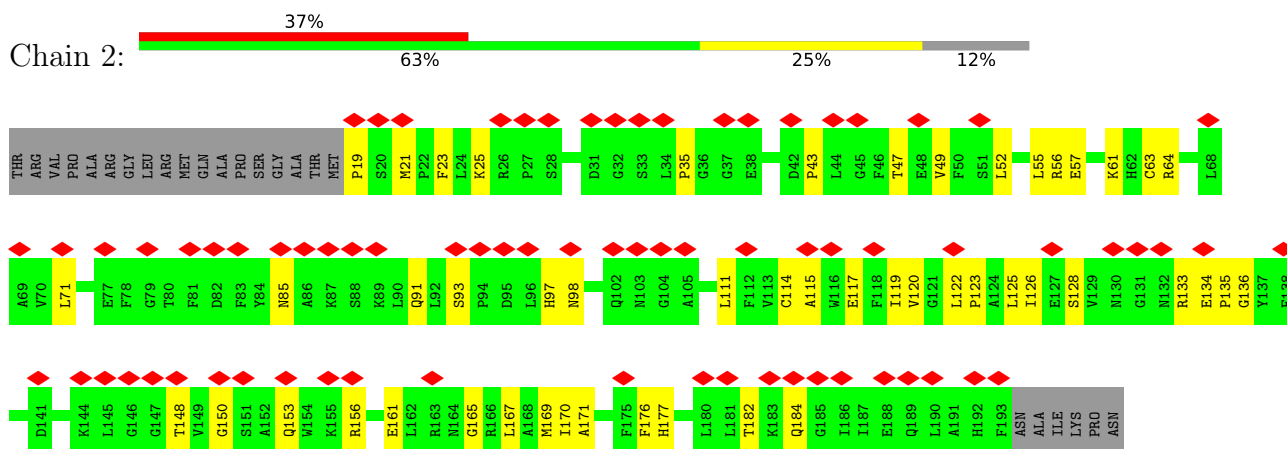 37%
Chain 2:
63% 25% 12%
THR ARG VAL PRO ALA ARG GLY LEU ARG MET GLN ALA PRO SER GLY ALA THR MET P19 S20 M21 P22 F23 L24 K25 R26 P27 S28 D31 G32 S33 L34 P35 G36 G37 E38 D42 P43 L44 G45 F46 T47 E48 V49 F50 S51 L52 L55 R56 E57 K61 H62 C63 R64 L68
A69 V70 L71 E77 F78 G79 T80 F81 D82 F83 Y84 N85 A86 K87 S88 K89 L90 Q91 L92 S93 P94 D95 L96 H97 N98 Q102 N103 G104 A105 L111 F112 V113 C114 A115 W116 E117 F118 I119 V120 G121 L122 P123 A124 L125 I126 E127 S128 V129 N130 G131 N132 R133 E134 P135 G136 Y137 E138
D141 K144 L145 G146 G147 T148 V149 G150 S151 A152 Q153 W154 K155 R156 E161 L162 R163 N164 G165 R166 L167 A168 M169 I170 A171 F175 F176 H177 L180 L181 T182 K183 Q184 G185 I186 I187 E188 Q189 L190 A191 H192 F193 ASN ALA ILE LYS PRO ASN